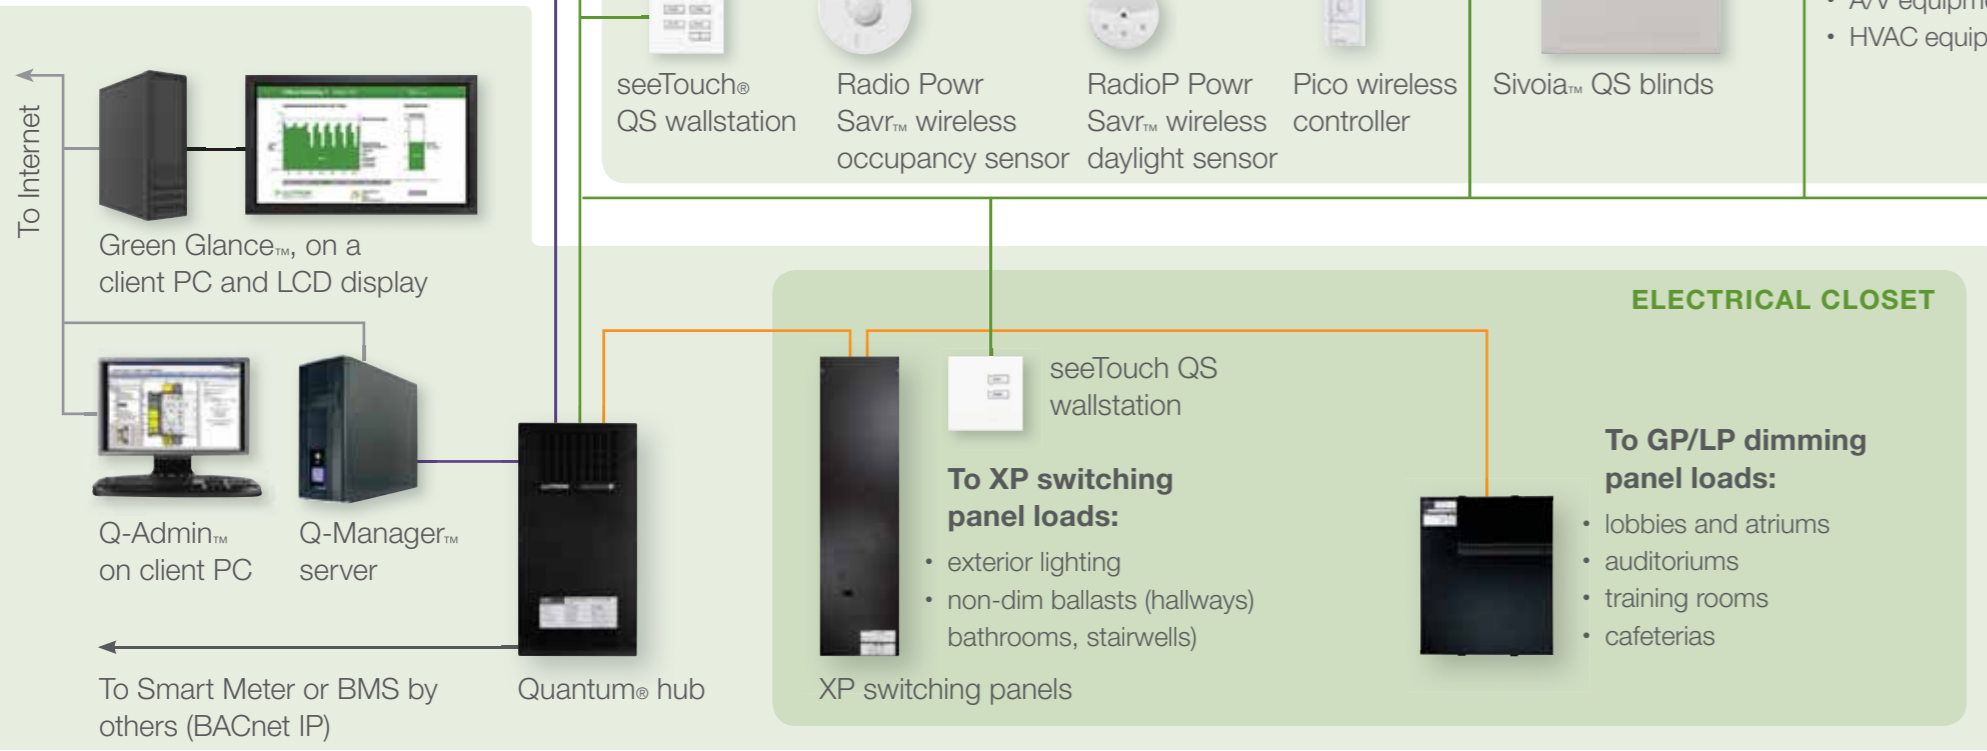 • A/V equipme
• HVAC equip
seeTouch®
QS wallstation
Radio Powr
Savr™ wireless
occupancy sensor
RadioP Powr
Savr™ wireless
daylight sensor
Pico wireless
controller
Sivoia™ QS blinds
To Internet
Green Glance™, on a
client PC and LCD display
ELECTRICAL CLOSET
seeTouch QS
wallstation
Q-Admin™
on client PC
Q-Manager™
server
To XP switching
panel loads:
• exterior lighting
• non-dim ballasts (hallways)
bathrooms, stairwells)
To GP/LP dimming
panel loads:
• lobbies and atriums
• auditoriums
• training rooms
• cafeterias
To Smart Meter or BMS by
others (BACnet IP)
Quantum® hub
XP switching panels